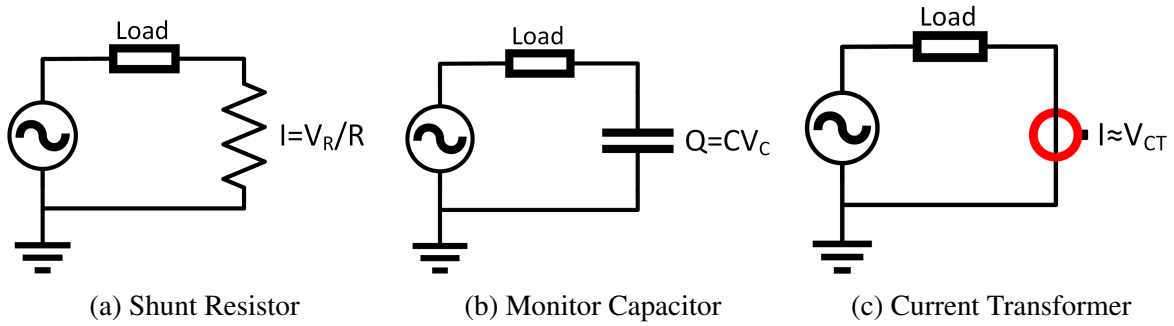 Load
I=V_R/R
(a) Shunt Resistor
Load
Q=CV_C
(b) Monitor Capacitor
Load
I≈V_CT
(c) Current Transformer